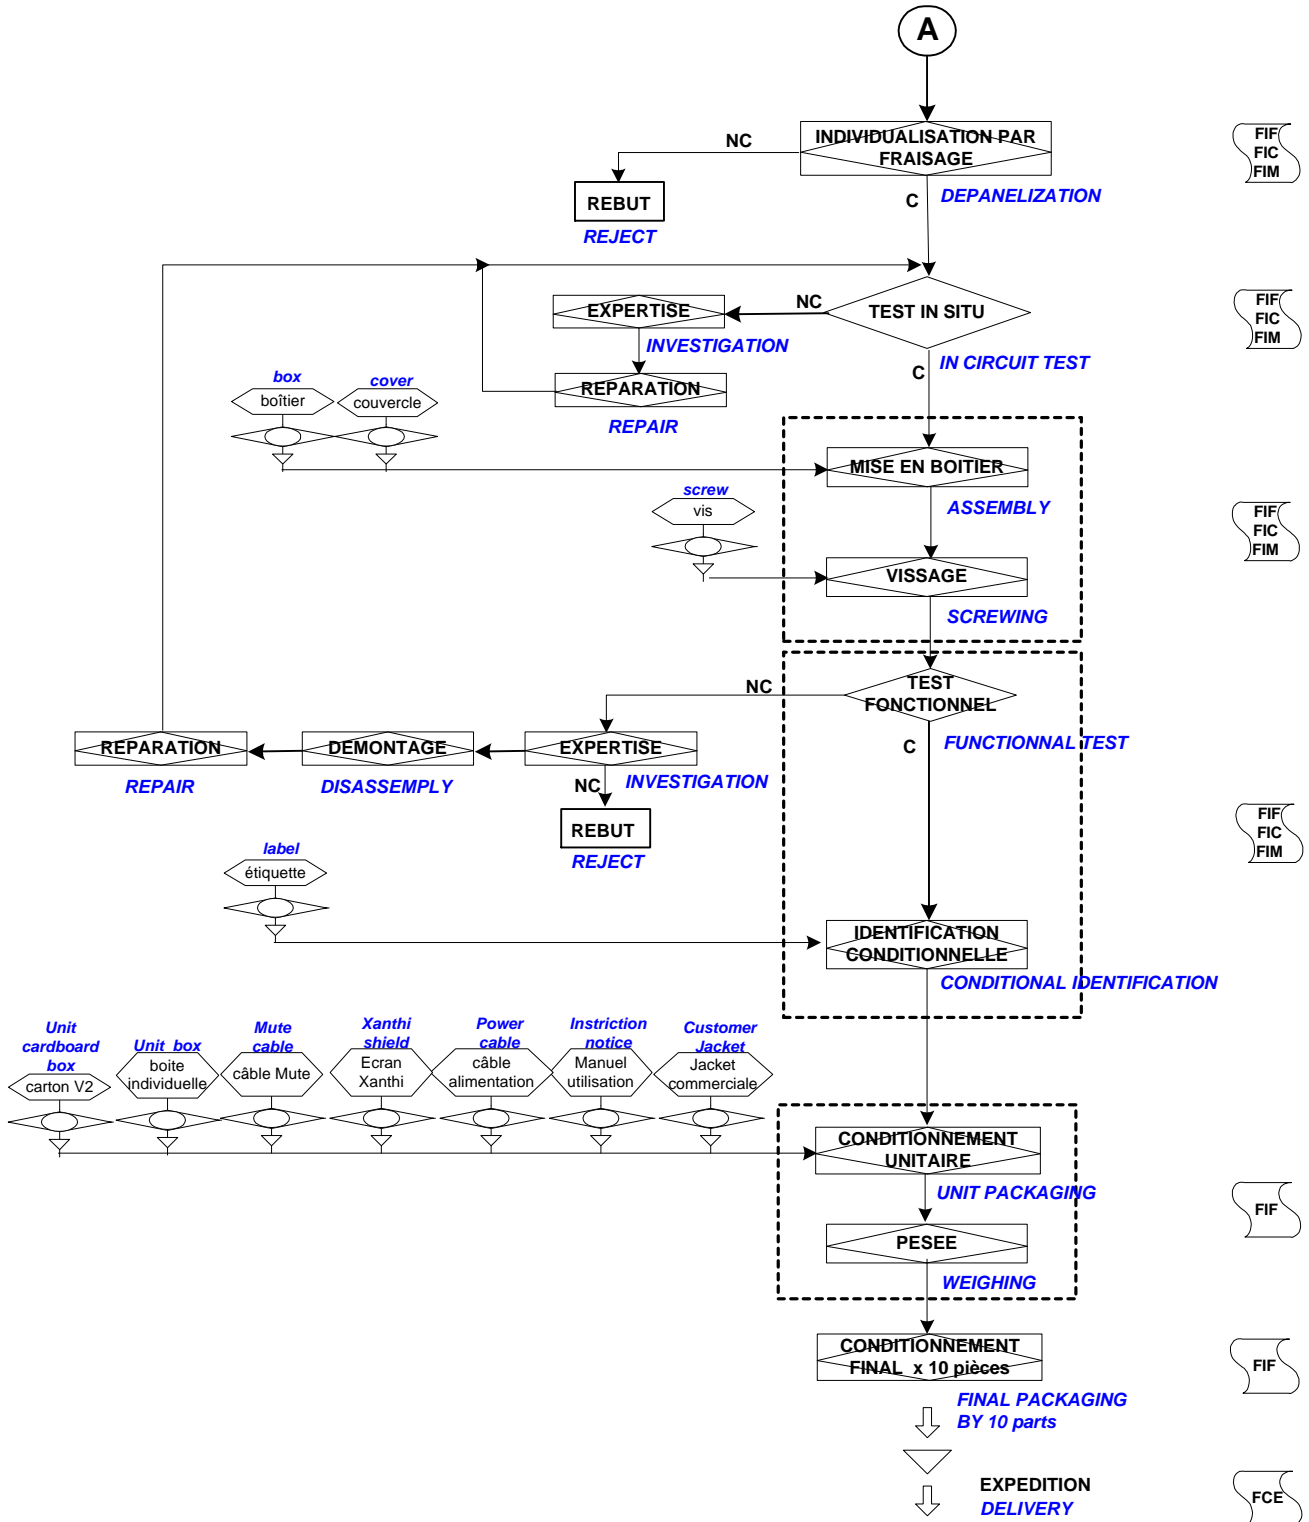 A
INDIVIDUALISATION PAR
FRAISAGE
NC
C
DEPANELIZATION
REBUT
REJECT
FIF
FIC
FIM
TEST IN SITU
NC
C
IN CIRCUIT TEST
EXPERTISE
INVESTIGATION
REPARATION
REPAIR
FIF
FIC
FIM
box
boîtier
cover
couvercle
MISE EN BOITIER
ASSEMBLY
screw
vis
VISSAGE
SCREWING
FIF
FIC
FIM
TEST
FONCTIONNEL
NC
C
FUNCTIONNAL TEST
REPARATION
REPAIR
DEMONTAGE
DISASSEMPLY
EXPERTISE
INVESTIGATION
NC
REBUT
REJECT
FIF
FIC
FIM
label
étiquette
IDENTIFICATION
CONDITIONNELLE
CONDITIONAL IDENTIFICATION
Unit
cardboard
box
carton V2
Unit box
boite
individuelle
Mute
cable
câble Mute
Xanthi
shield
Ecran
Xanthi
Power
cable
câble
alimentation
Instriction
notice
Manuel
utilisation
Customer
Jacket
Jacket
commerciale
CONDITIONNEMENT
UNITAIRE
UNIT PACKAGING
FIF
PESEE
WEIGHING
CONDITIONNEMENT
FINAL x 10 pièces
FINAL PACKAGING
BY 10 parts
FIF
EXPEDITION
DELIVERY
FCE